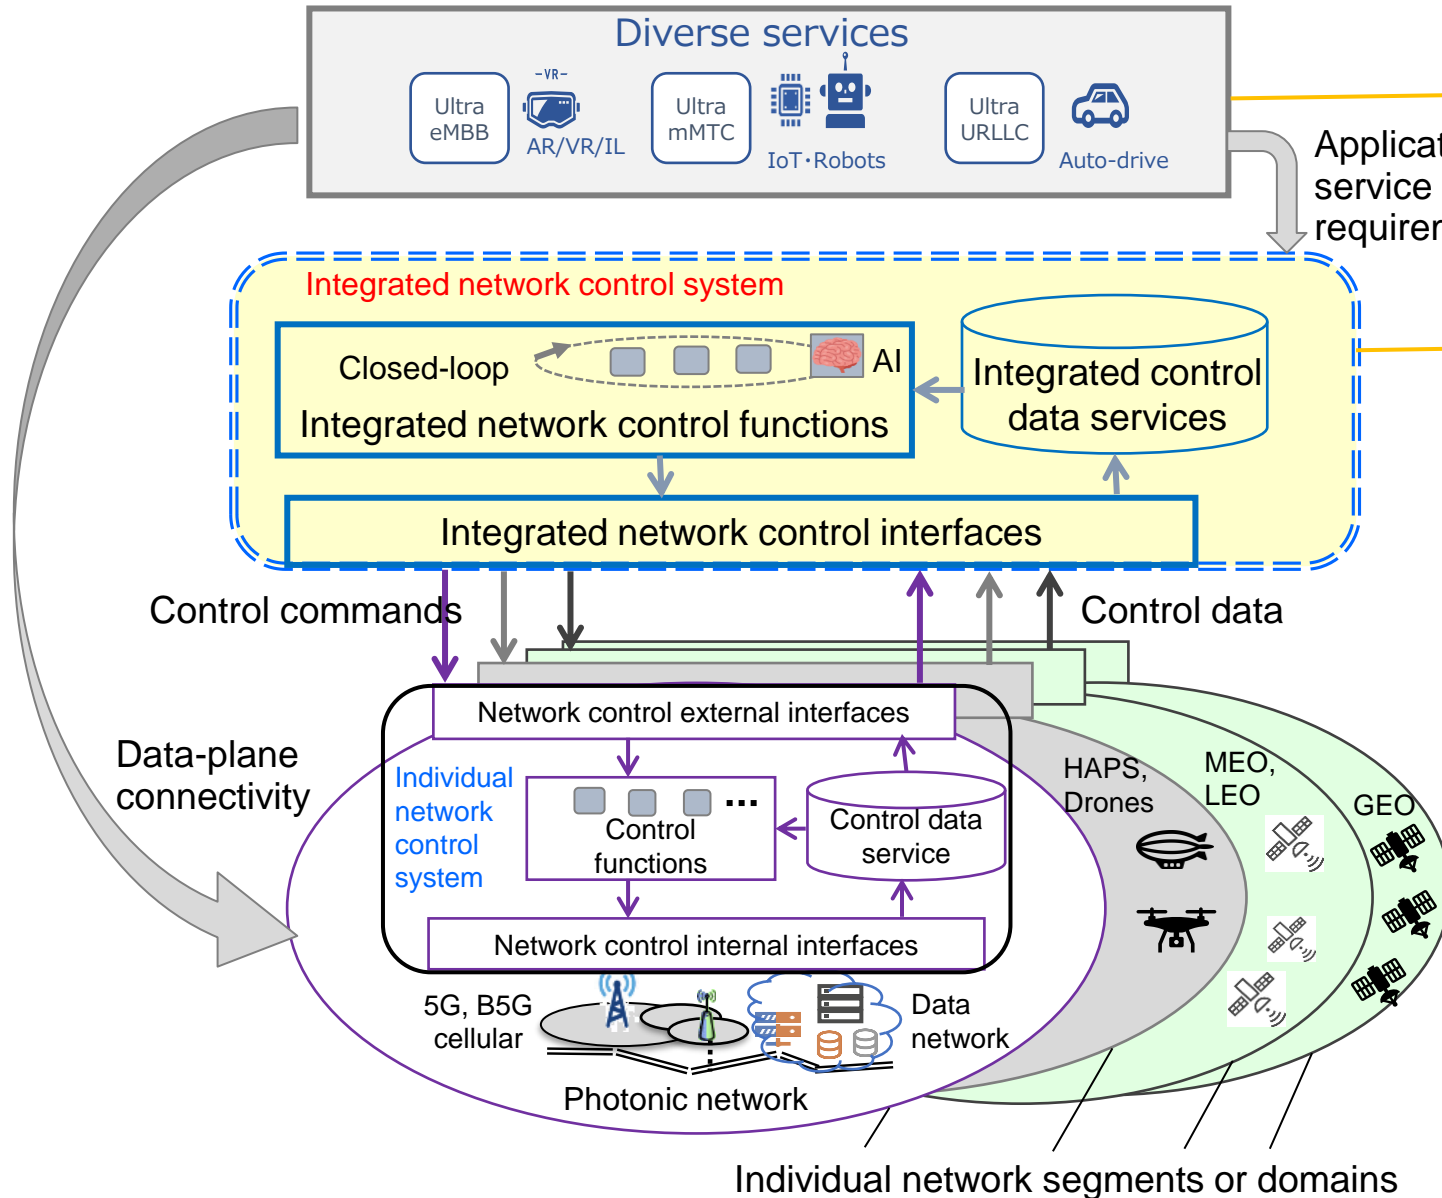 Diverse services
-VR-
Ultra
eMBB
AR/VR/IL
Ultra
mMTC
IoT・Robots
Ultra
URLLC
Auto-drive
service
Integrated network control system
Closed-loop
AI
Integrated network control functions
Integrated control
data services
Integrated network control interfaces
Control commands
Control data
Data-plane
connectivity
Network control external interfaces
Individual
network
control
system
...
Control
functions
Control data
service
Network control internal interfaces
HAPS,
Drones
MEO,
LEO
GEO
5G, B5G
cellular
Data
network
Photonic network
Individual network segments or domains